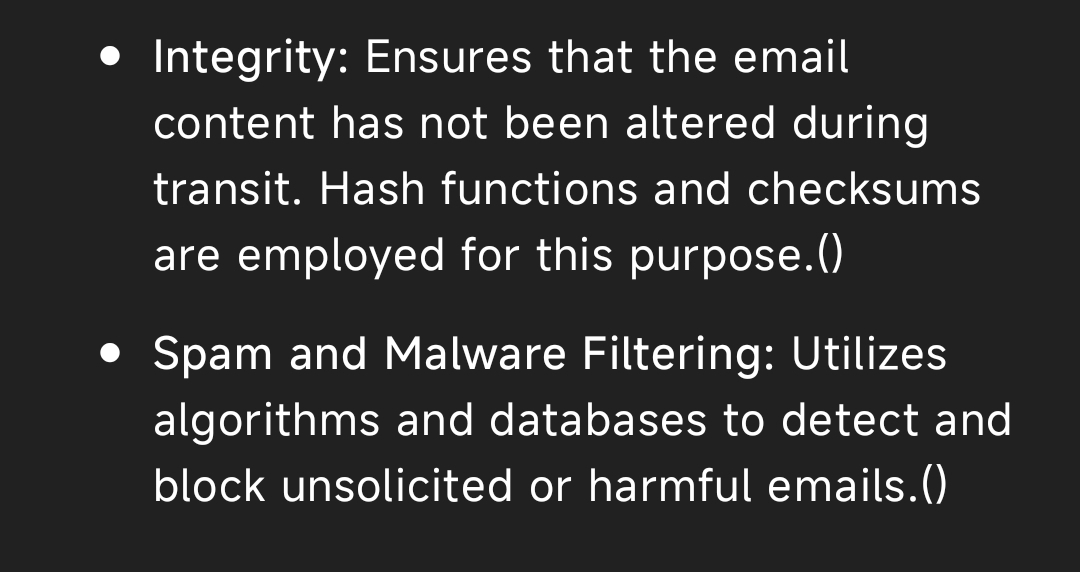 • Integrity: Ensures that the email
content has not been altered during
transit. Hash functions and checksums
are employed for this purpose.()
• Spam and Malware Filtering: Utilizes
algorithms and databases to detect and
block unsolicited or harmful emails.()